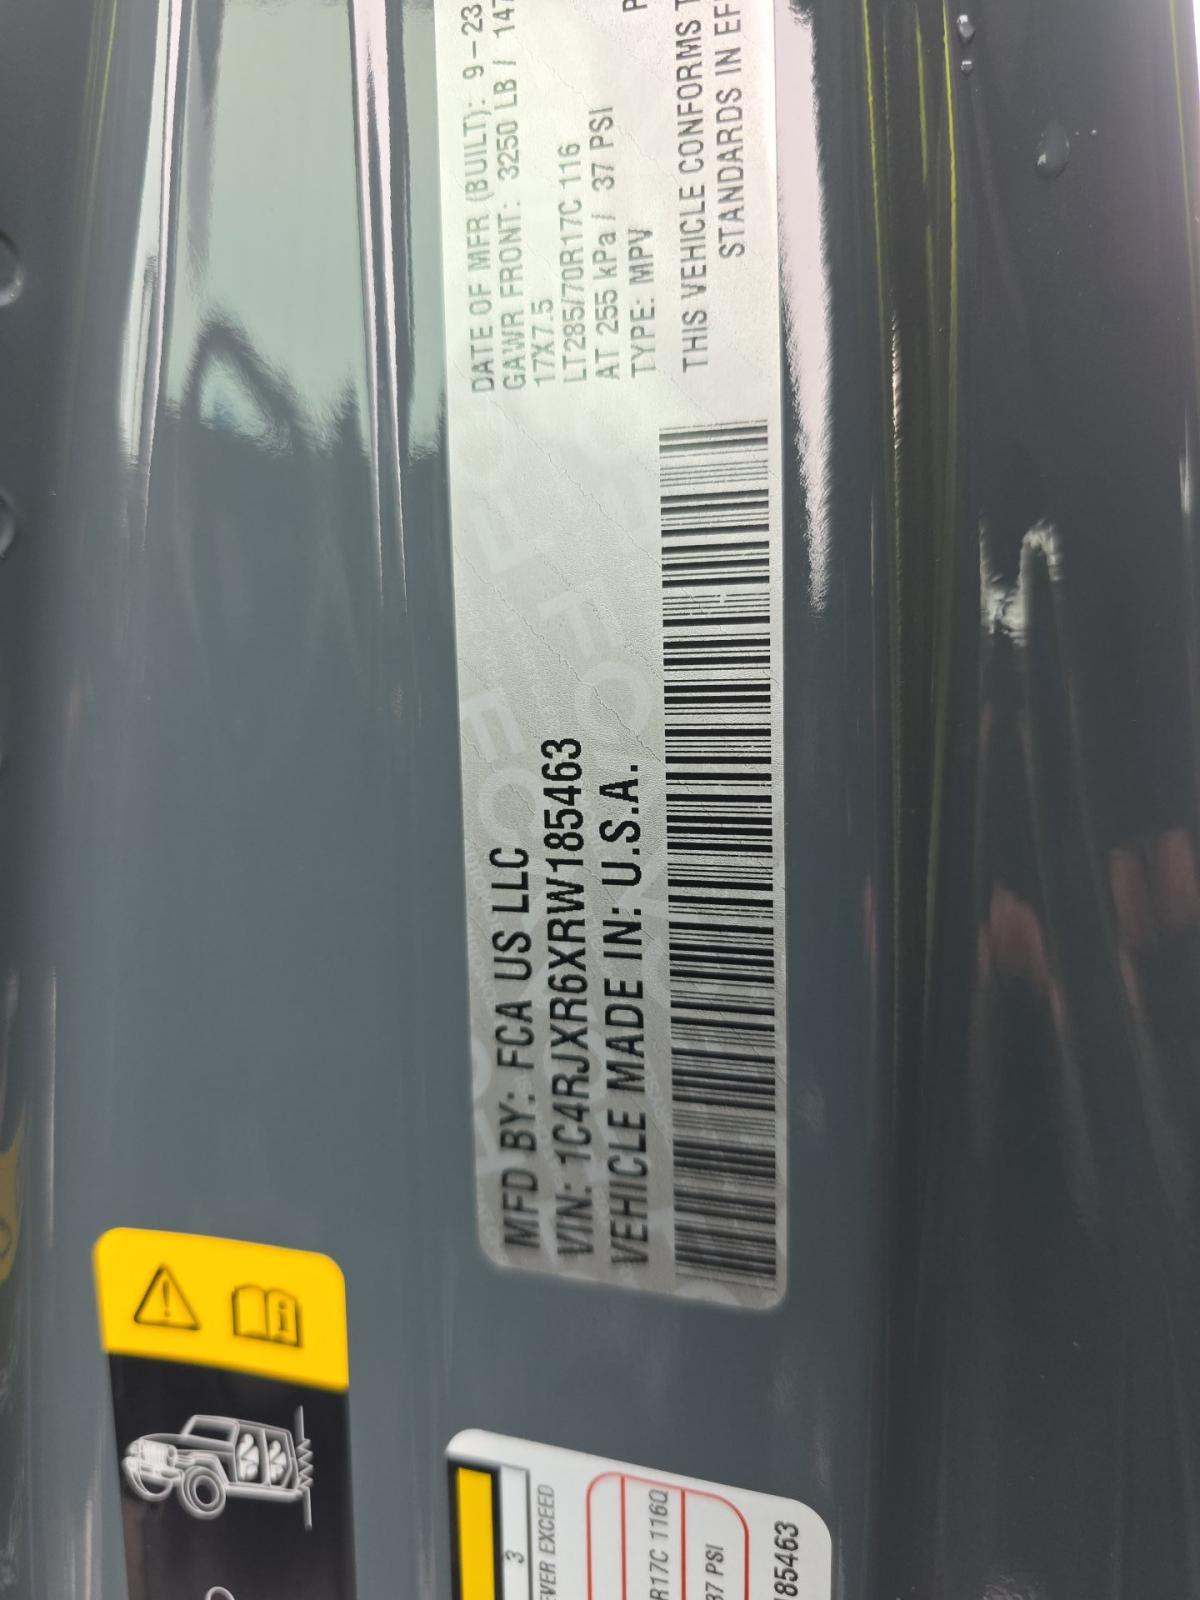 MFD BY: FCA US LLC
VIN: 1C4RJXR6XRW185463
VEHICLE MADE IN: U.S.A.
DATE OF MFR (BUILT): 9-23
GAWR FRONT: 3250 LB / 147
17X7.5
LT285/70R17C 116
AT 255 kPa / 37 PSI
TYPE: MPV
THIS VEHICLE CONFORMS T
STANDARDS IN EF
3
EVER EXCEED
R17C 116Q
37 PSI
185463